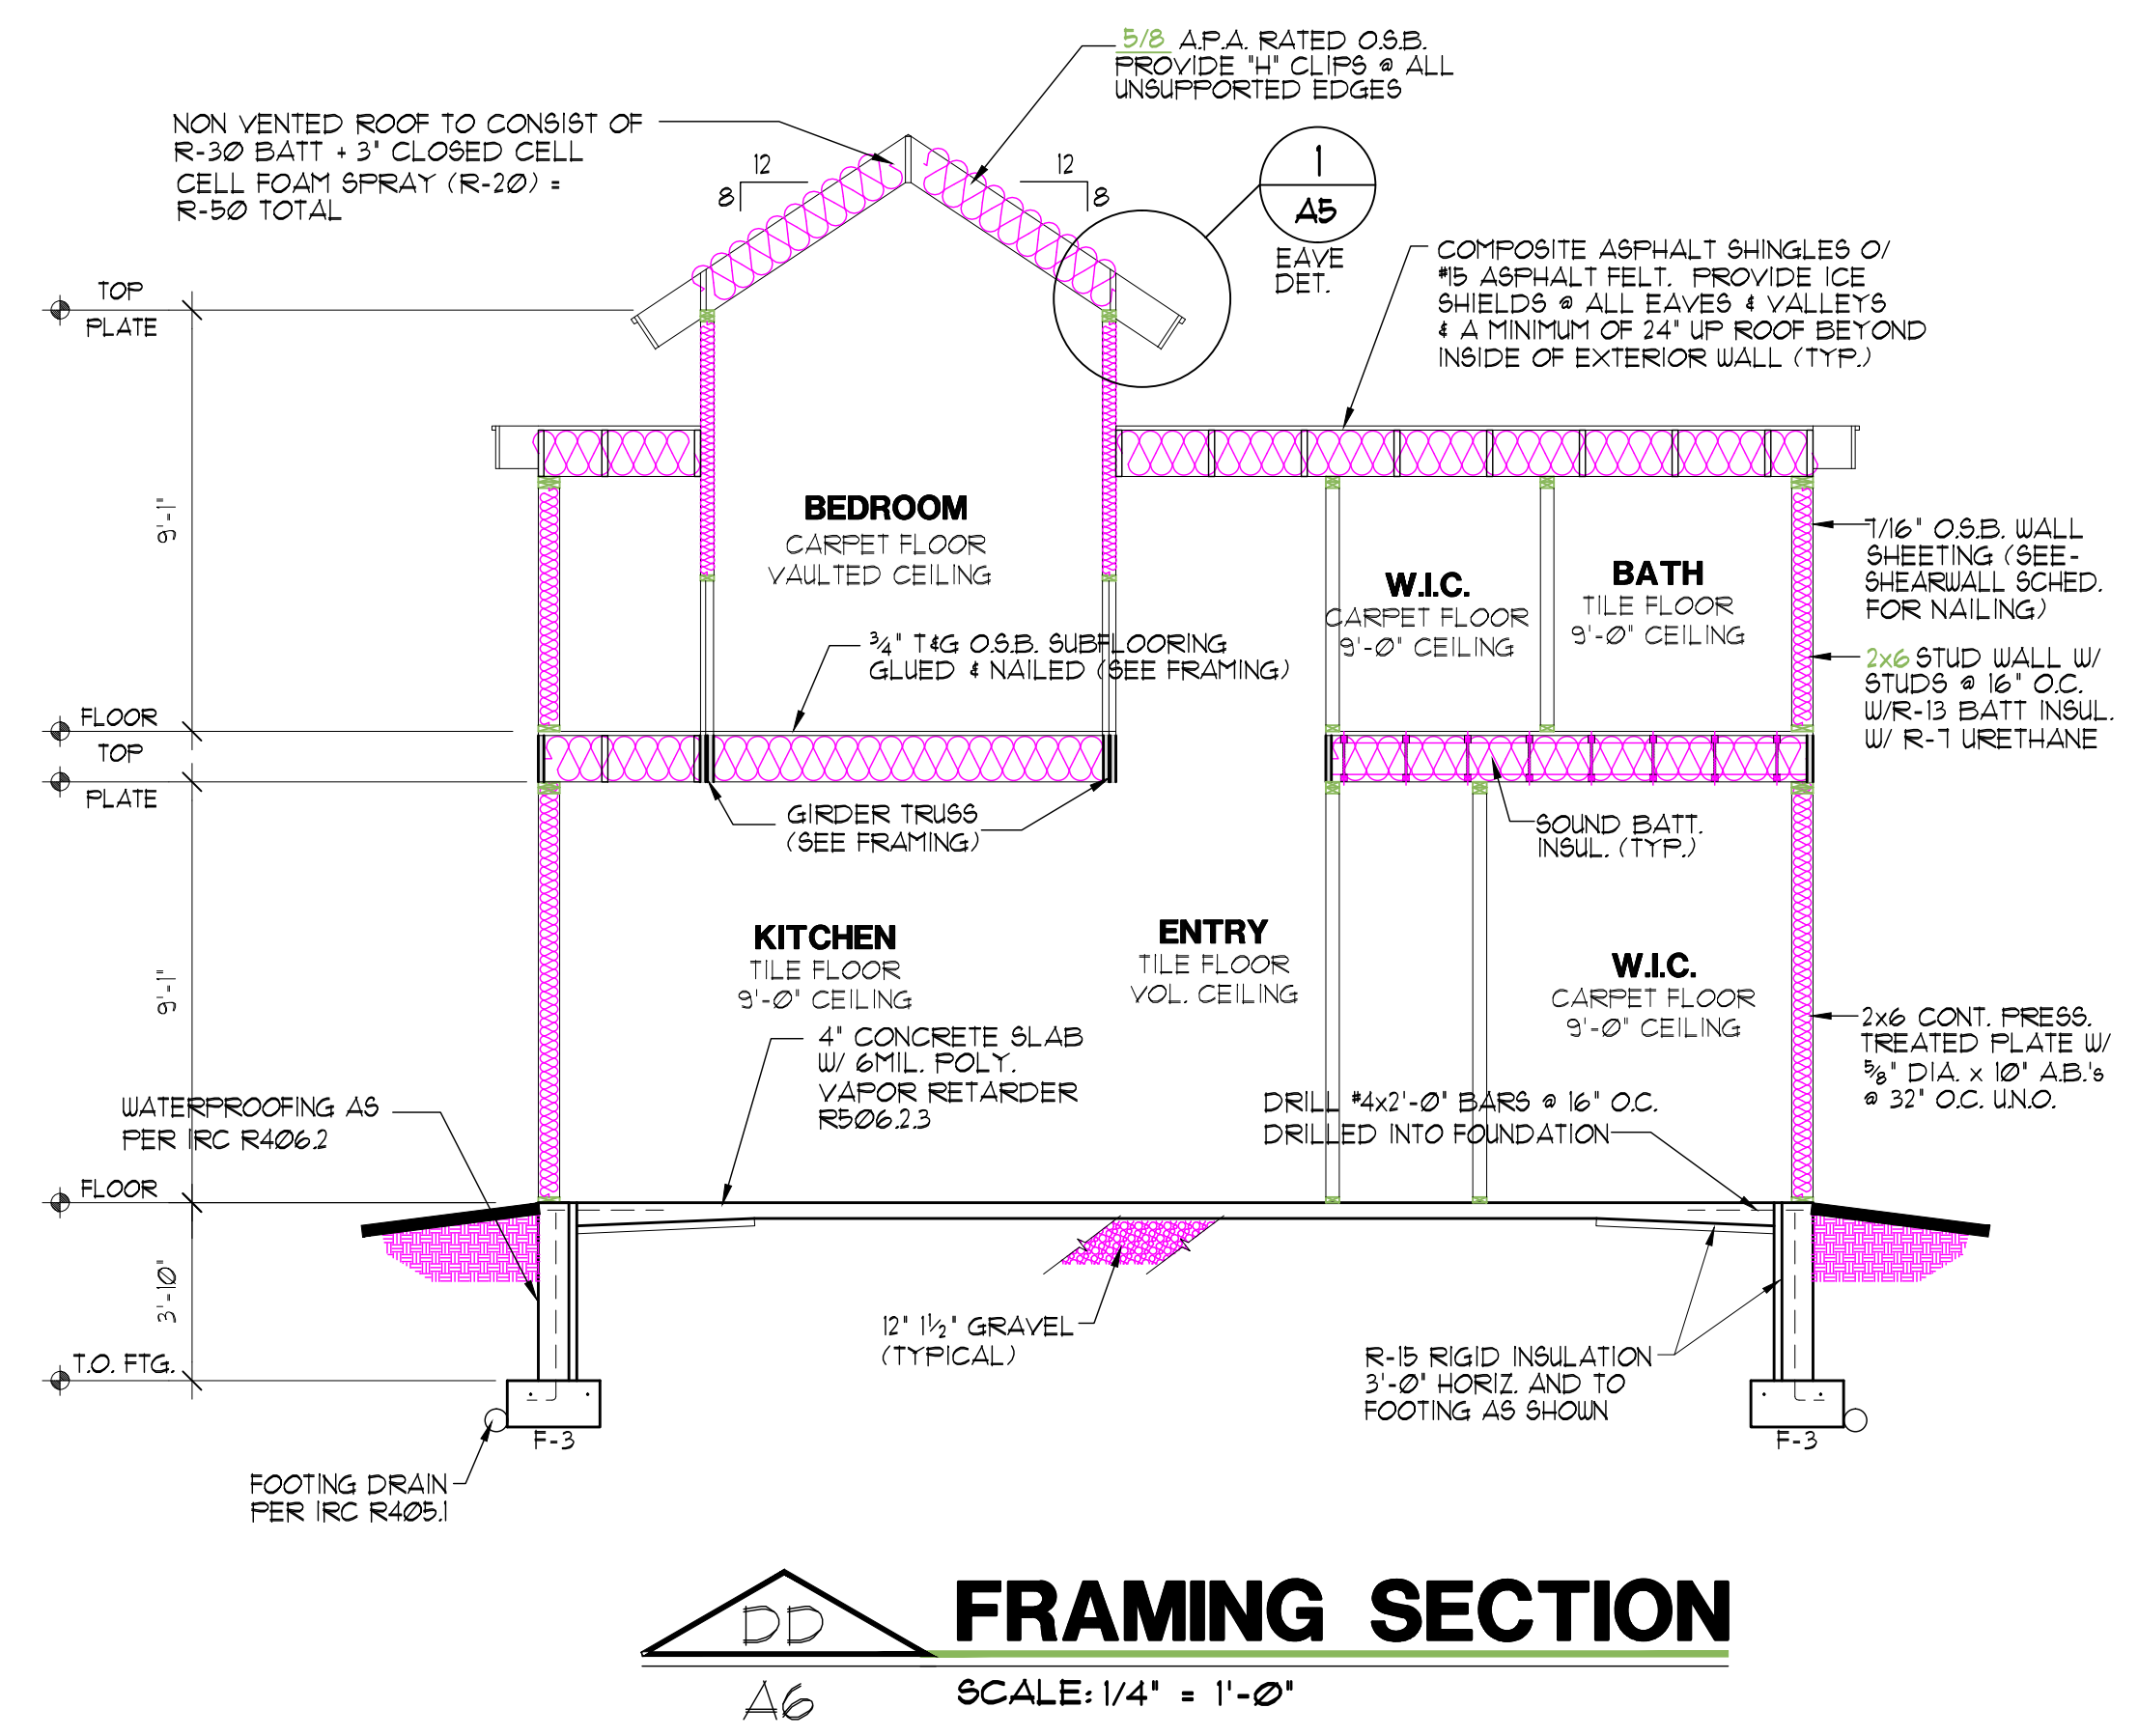 5/8 A.P.A. RATED O.S.B.
PROVIDE "H" CLIPS @ ALL
UNSUPPORTED EDGES
NON VENTED ROOF TO CONSIST OF
R-30 BATT + 3" CLOSED CELL
CELL FOAM SPRAY (R-20) =
R-50 TOTAL
12
8
12
8
1
A5
EAVE
DET.
COMPOSITE ASPHALT SHINGLES O/
#15 ASPHALT FELT. PROVIDE ICE
SHIELDS @ ALL EAVES & VALLEYS
& A MINIMUM OF 24" UP ROOF BEYOND
INSIDE OF EXTERIOR WALL (TYP.)
TOP
PLATE
9'-1"
BEDROOM
CARPET FLOOR
VAULTED CEILING
W.I.C.
CARPET FLOOR
9'-0" CEILING
BATH
TILE FLOOR
9'-0" CEILING
7/16" O.S.B. WALL
SHEETING (SEE-
SHEARWALL SCHED.
FOR NAILING)
3/4" T&G O.S.B. SUBFLOORING
GLUED & NAILED (SEE FRAMING)
2x6 STUD WALL W/
STUDS @ 16" O.C.
W/R-13 BATT INSUL.
W/ R-7 URETHANE
FLOOR
TOP
PLATE
GIRDER TRUSS
(SEE FRAMING)
SOUND BATT.
INSUL. (TYP.)
9'-1"
KITCHEN
TILE FLOOR
9'-0" CEILING
ENTRY
TILE FLOOR
VOL. CEILING
W.I.C.
CARPET FLOOR
9'-0" CEILING
4" CONCRETE SLAB
W/ 6MIL. POLY.
VAPOR RETARDER
R506.2.3
2x6 CONT. PRESS.
TREATED PLATE W/
5/8" DIA. x 10" A.B.'s
@ 32" O.C. U.N.O.
WATERPROOFING AS
PER IRC R406.2
DRILL #4x2'-0" BARS @ 16" O.C.
DRILLED INTO FOUNDATION
FLOOR
3'-10"
12" 1 1/2" GRAVEL
(TYPICAL)
R-15 RIGID INSULATION
3'-0" HORIZ. AND TO
FOOTING AS SHOWN
T.O. FTG.
F-3
F-3
FOOTING DRAIN
PER IRC R405.1
DD
A6
FRAMING SECTION
SCALE: 1/4" = 1'-0"